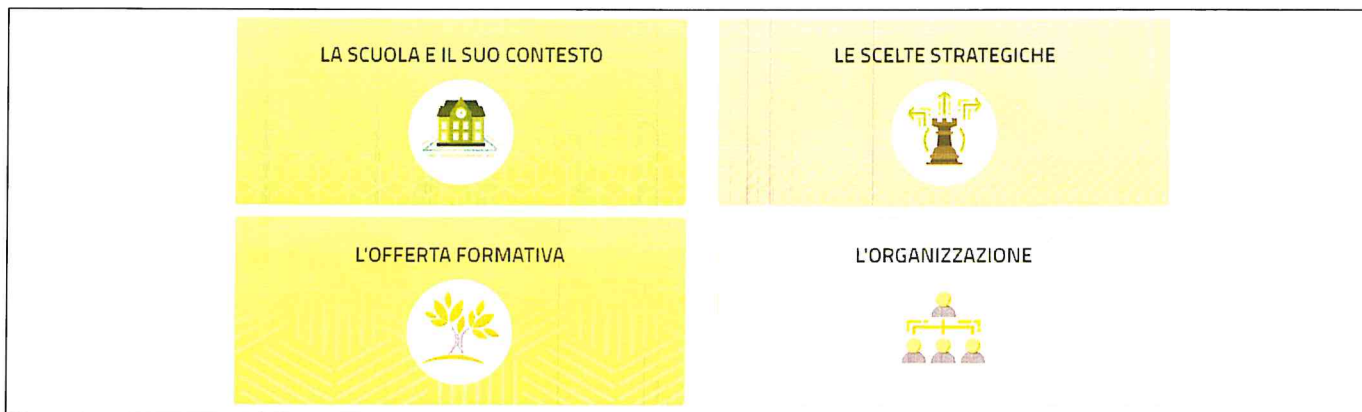 LA SCUOLA E IL SUO CONTESTO
LE SCELTE STRATEGICHE
L'OFFERTA FORMATIVA
L'ORGANIZZAZIONE